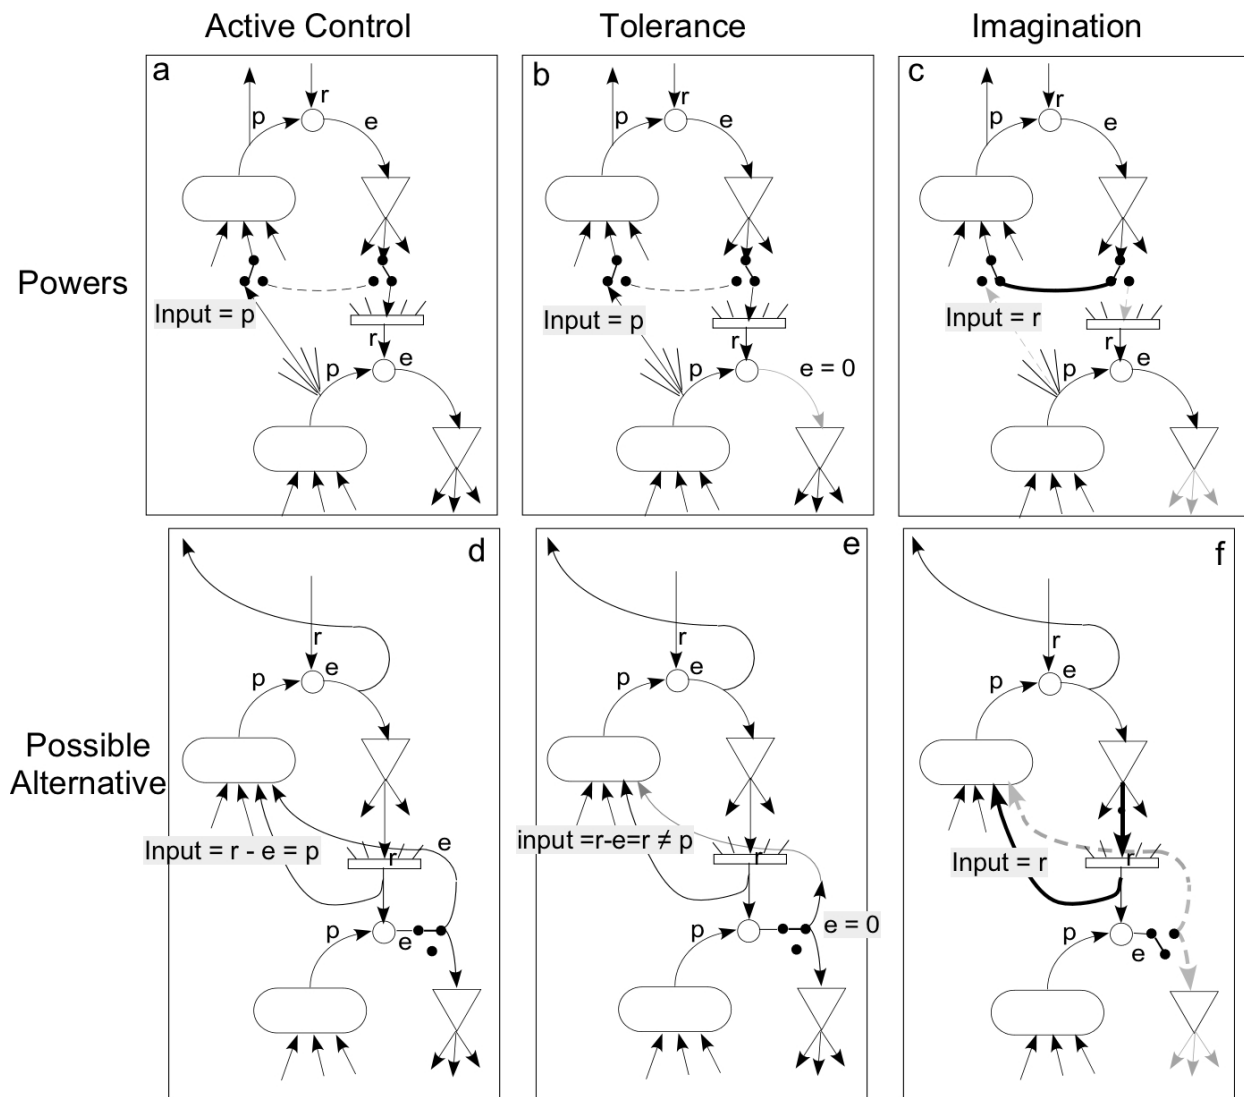 Active Control
Tolerance
Imagination
Powers
a
r
p
e
Input = p
r
p
e
b
r
p
e
Input = p
r
p
e = 0
c
r
p
e
Input = r
r
p
e
Possible
Alternative
d
r
p
e
Input = r - e = p
e
r
p
e
e
r
p
e
input =r-e=r ≠ p
r
p
e = 0
f
r
p
e
Input = r
r
p
e